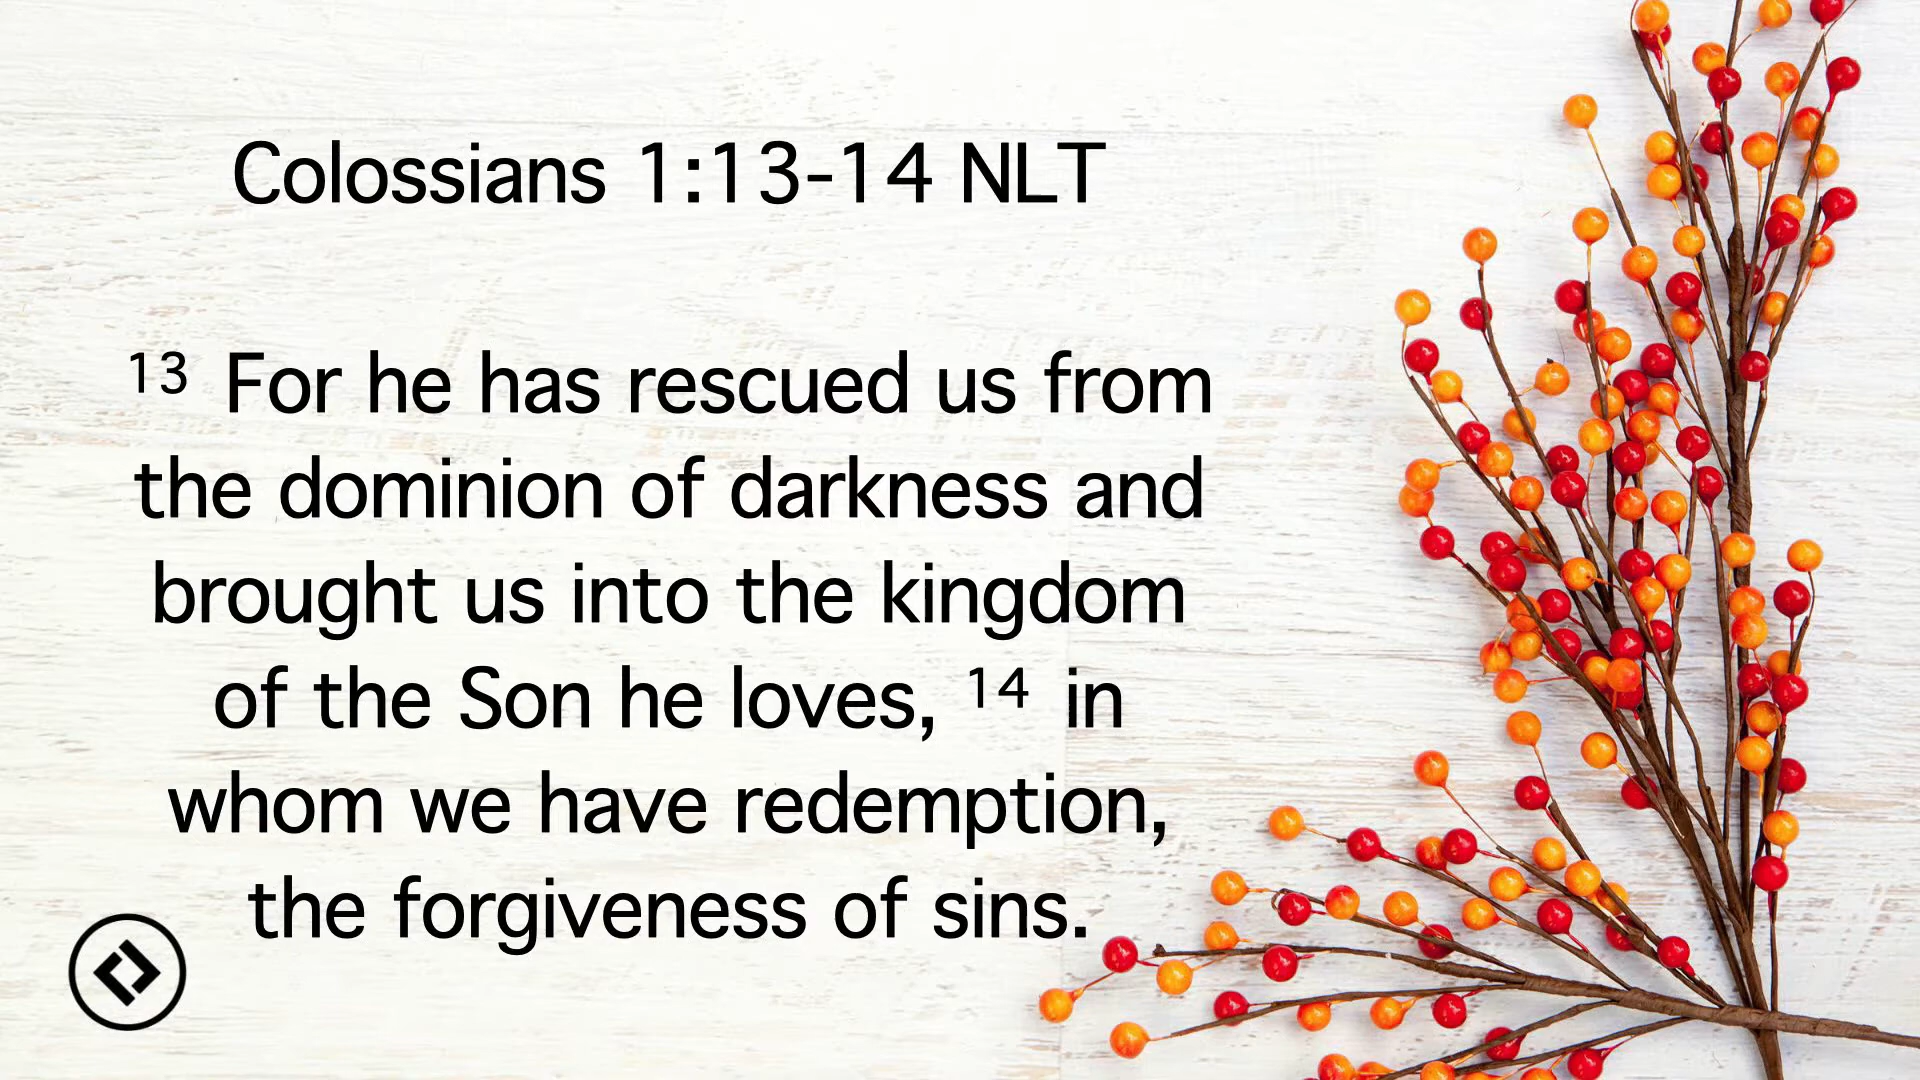 Colossians 1:13-14 NLT
¹³ For he has rescued us from
the dominion of darkness and
brought us into the kingdom
of the Son he loves, ¹⁴ in
whom we have redemption,
the forgiveness of sins.